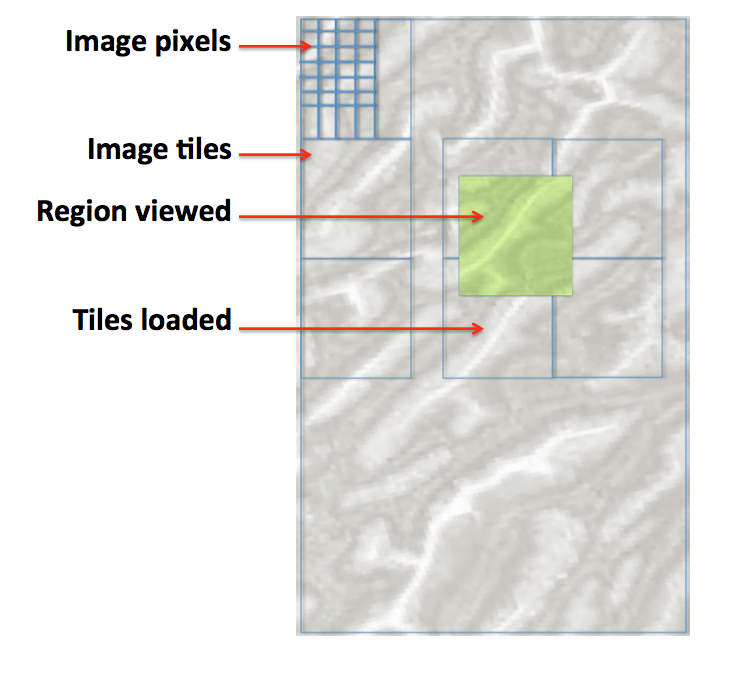 Image pixels
Image tiles
Region viewed
Tiles loaded